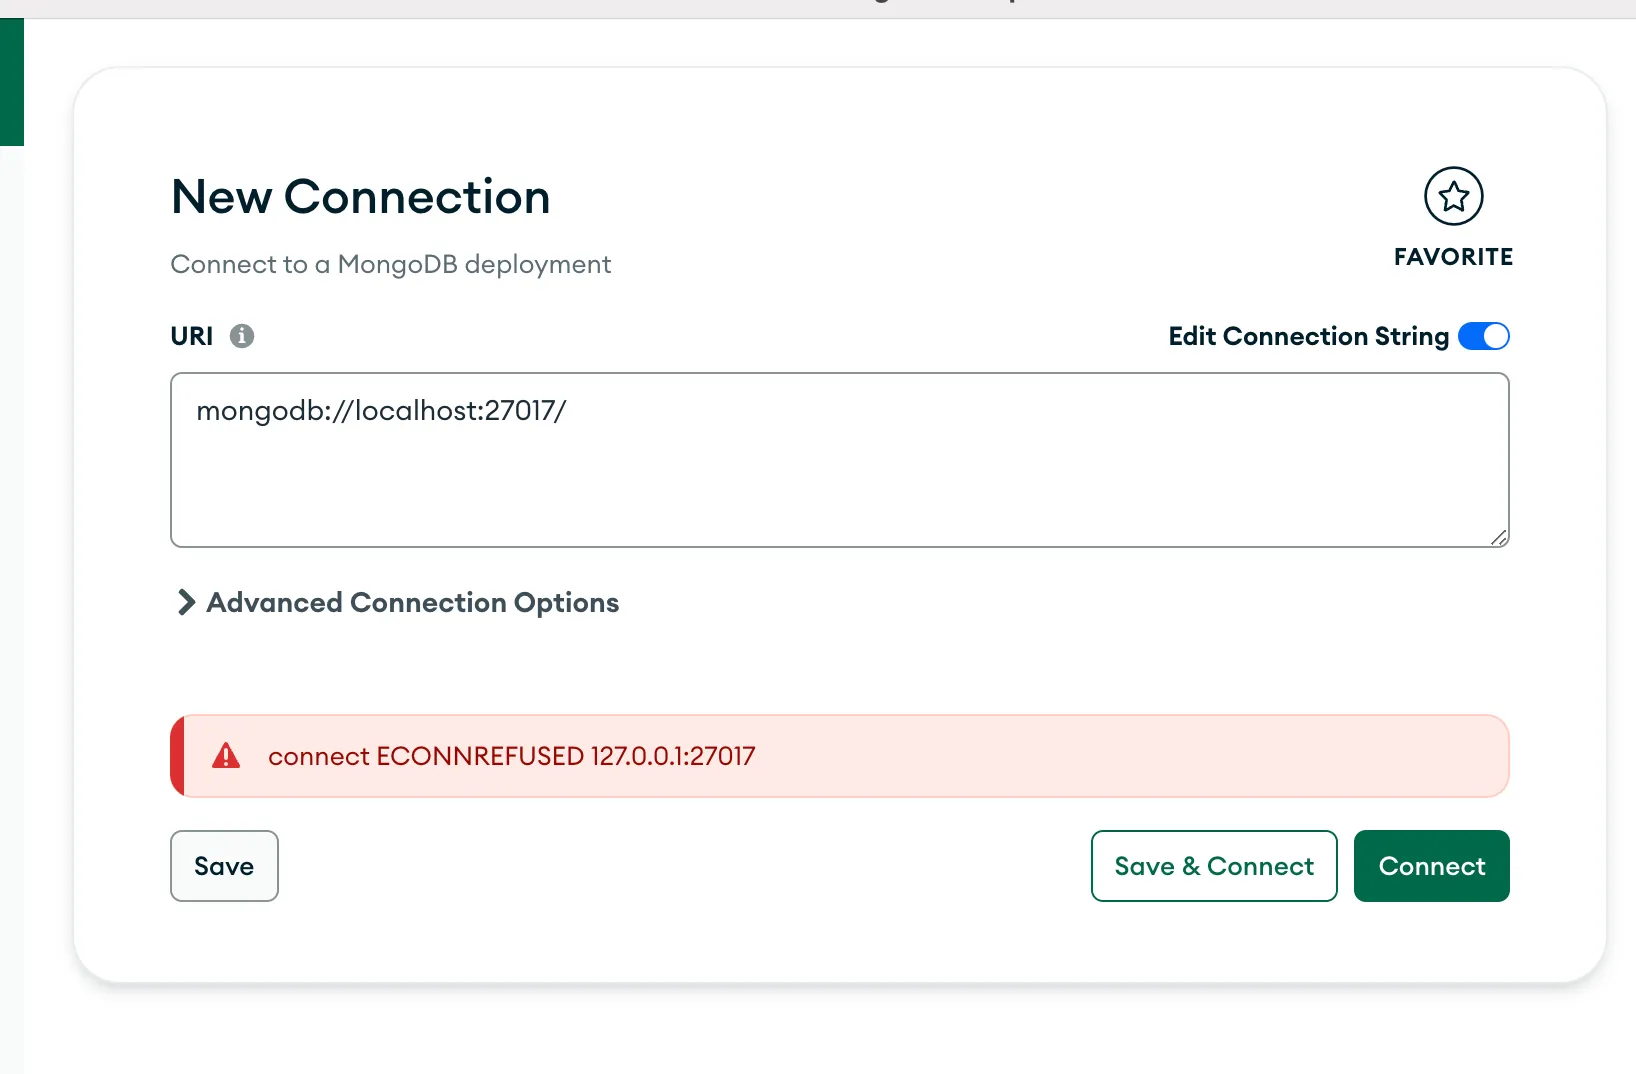 New Connection
FAVORITE
Connect to a MongoDB deployment
URI
Edit Connection String
mongodb://localhost:27017/
Advanced Connection Options
connect ECONNREFUSED 127.0.0.1:27017
Save
Save & Connect
Connect